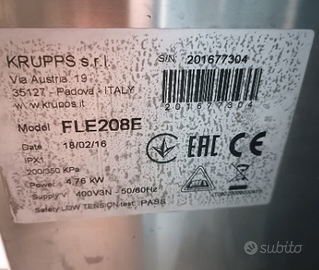 KRUPPS s.r.l.
Via Austria, 19
35127 - Padova - ITALY
www.krupps.it
S/N 201677304
201677304
Model FLE208E
Date 18/02/16
IPX1
200/350 KPa
Power 4.76 kW
Supply 400V3N - 50/60Hz
Safety LOW TENSION test: PASS
EAC CE
subito